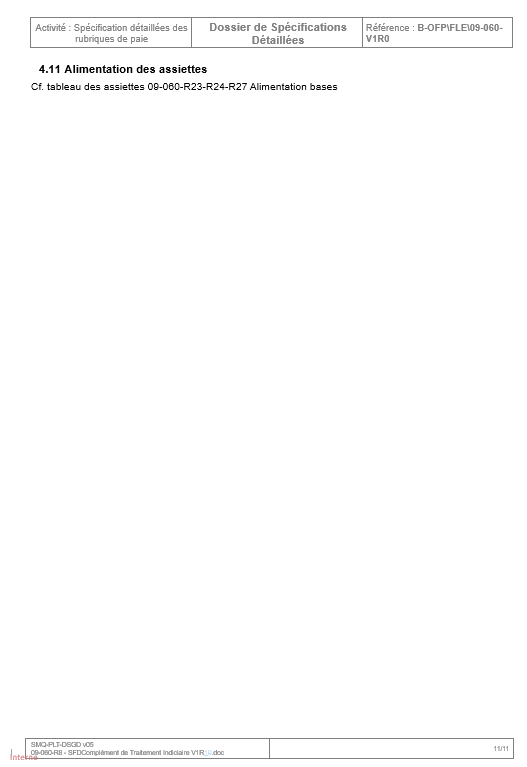 Activité : Spécification détaillées des
rubriques de paie
Dossier de Spécifications
Détaillées
Référence : B-OFP\FLE\09-060-
V1R0
4.11 Alimentation des assiettes
Cf. tableau des assiettes 09-060-R23-R24-R27 Alimentation bases
SMQ-PLT-DSGD v05
09-060-R8 - SFDComplément de Traitement Indiciaire V1R .doc
11/11
Interne